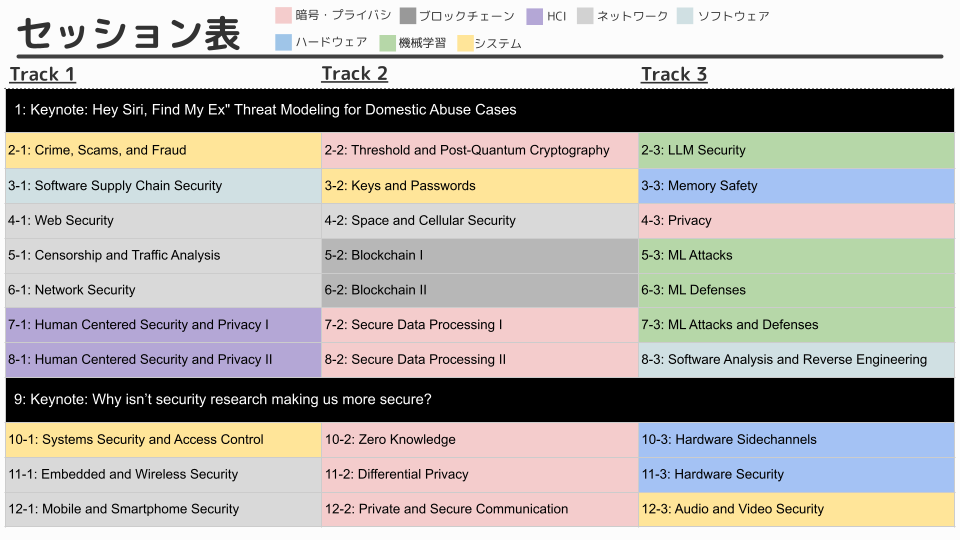 セッション表
暗号・プライバシ
ブロックチェーン
HCI
ネットワーク
ソフトウェア
ハードウェア
機械学習
システム
Track 1
Track 2
Track 3
1: Keynote: Hey Siri, Find My Ex" Threat Modeling for Domestic Abuse Cases
2-1: Crime, Scams, and Fraud
2-2: Threshold and Post-Quantum Cryptography
2-3: LLM Security
3-1: Software Supply Chain Security
3-2: Keys and Passwords
3-3: Memory Safety
4-1: Web Security
4-2: Space and Cellular Security
4-3: Privacy
5-1: Censorship and Traffic Analysis
5-2: Blockchain I
5-3: ML Attacks
6-1: Network Security
6-2: Blockchain II
6-3: ML Defenses
7-1: Human Centered Security and Privacy I
7-2: Secure Data Processing I
7-3: ML Attacks and Defenses
8-1: Human Centered Security and Privacy II
8-2: Secure Data Processing II
8-3: Software Analysis and Reverse Engineering
9: Keynote: Why isn’t security research making us more secure?
10-1: Systems Security and Access Control
10-2: Zero Knowledge
10-3: Hardware Sidechannels
11-1: Embedded and Wireless Security
11-2: Differential Privacy
11-3: Hardware Security
12-1: Mobile and Smartphome Security
12-2: Private and Secure Communication
12-3: Audio and Video Security